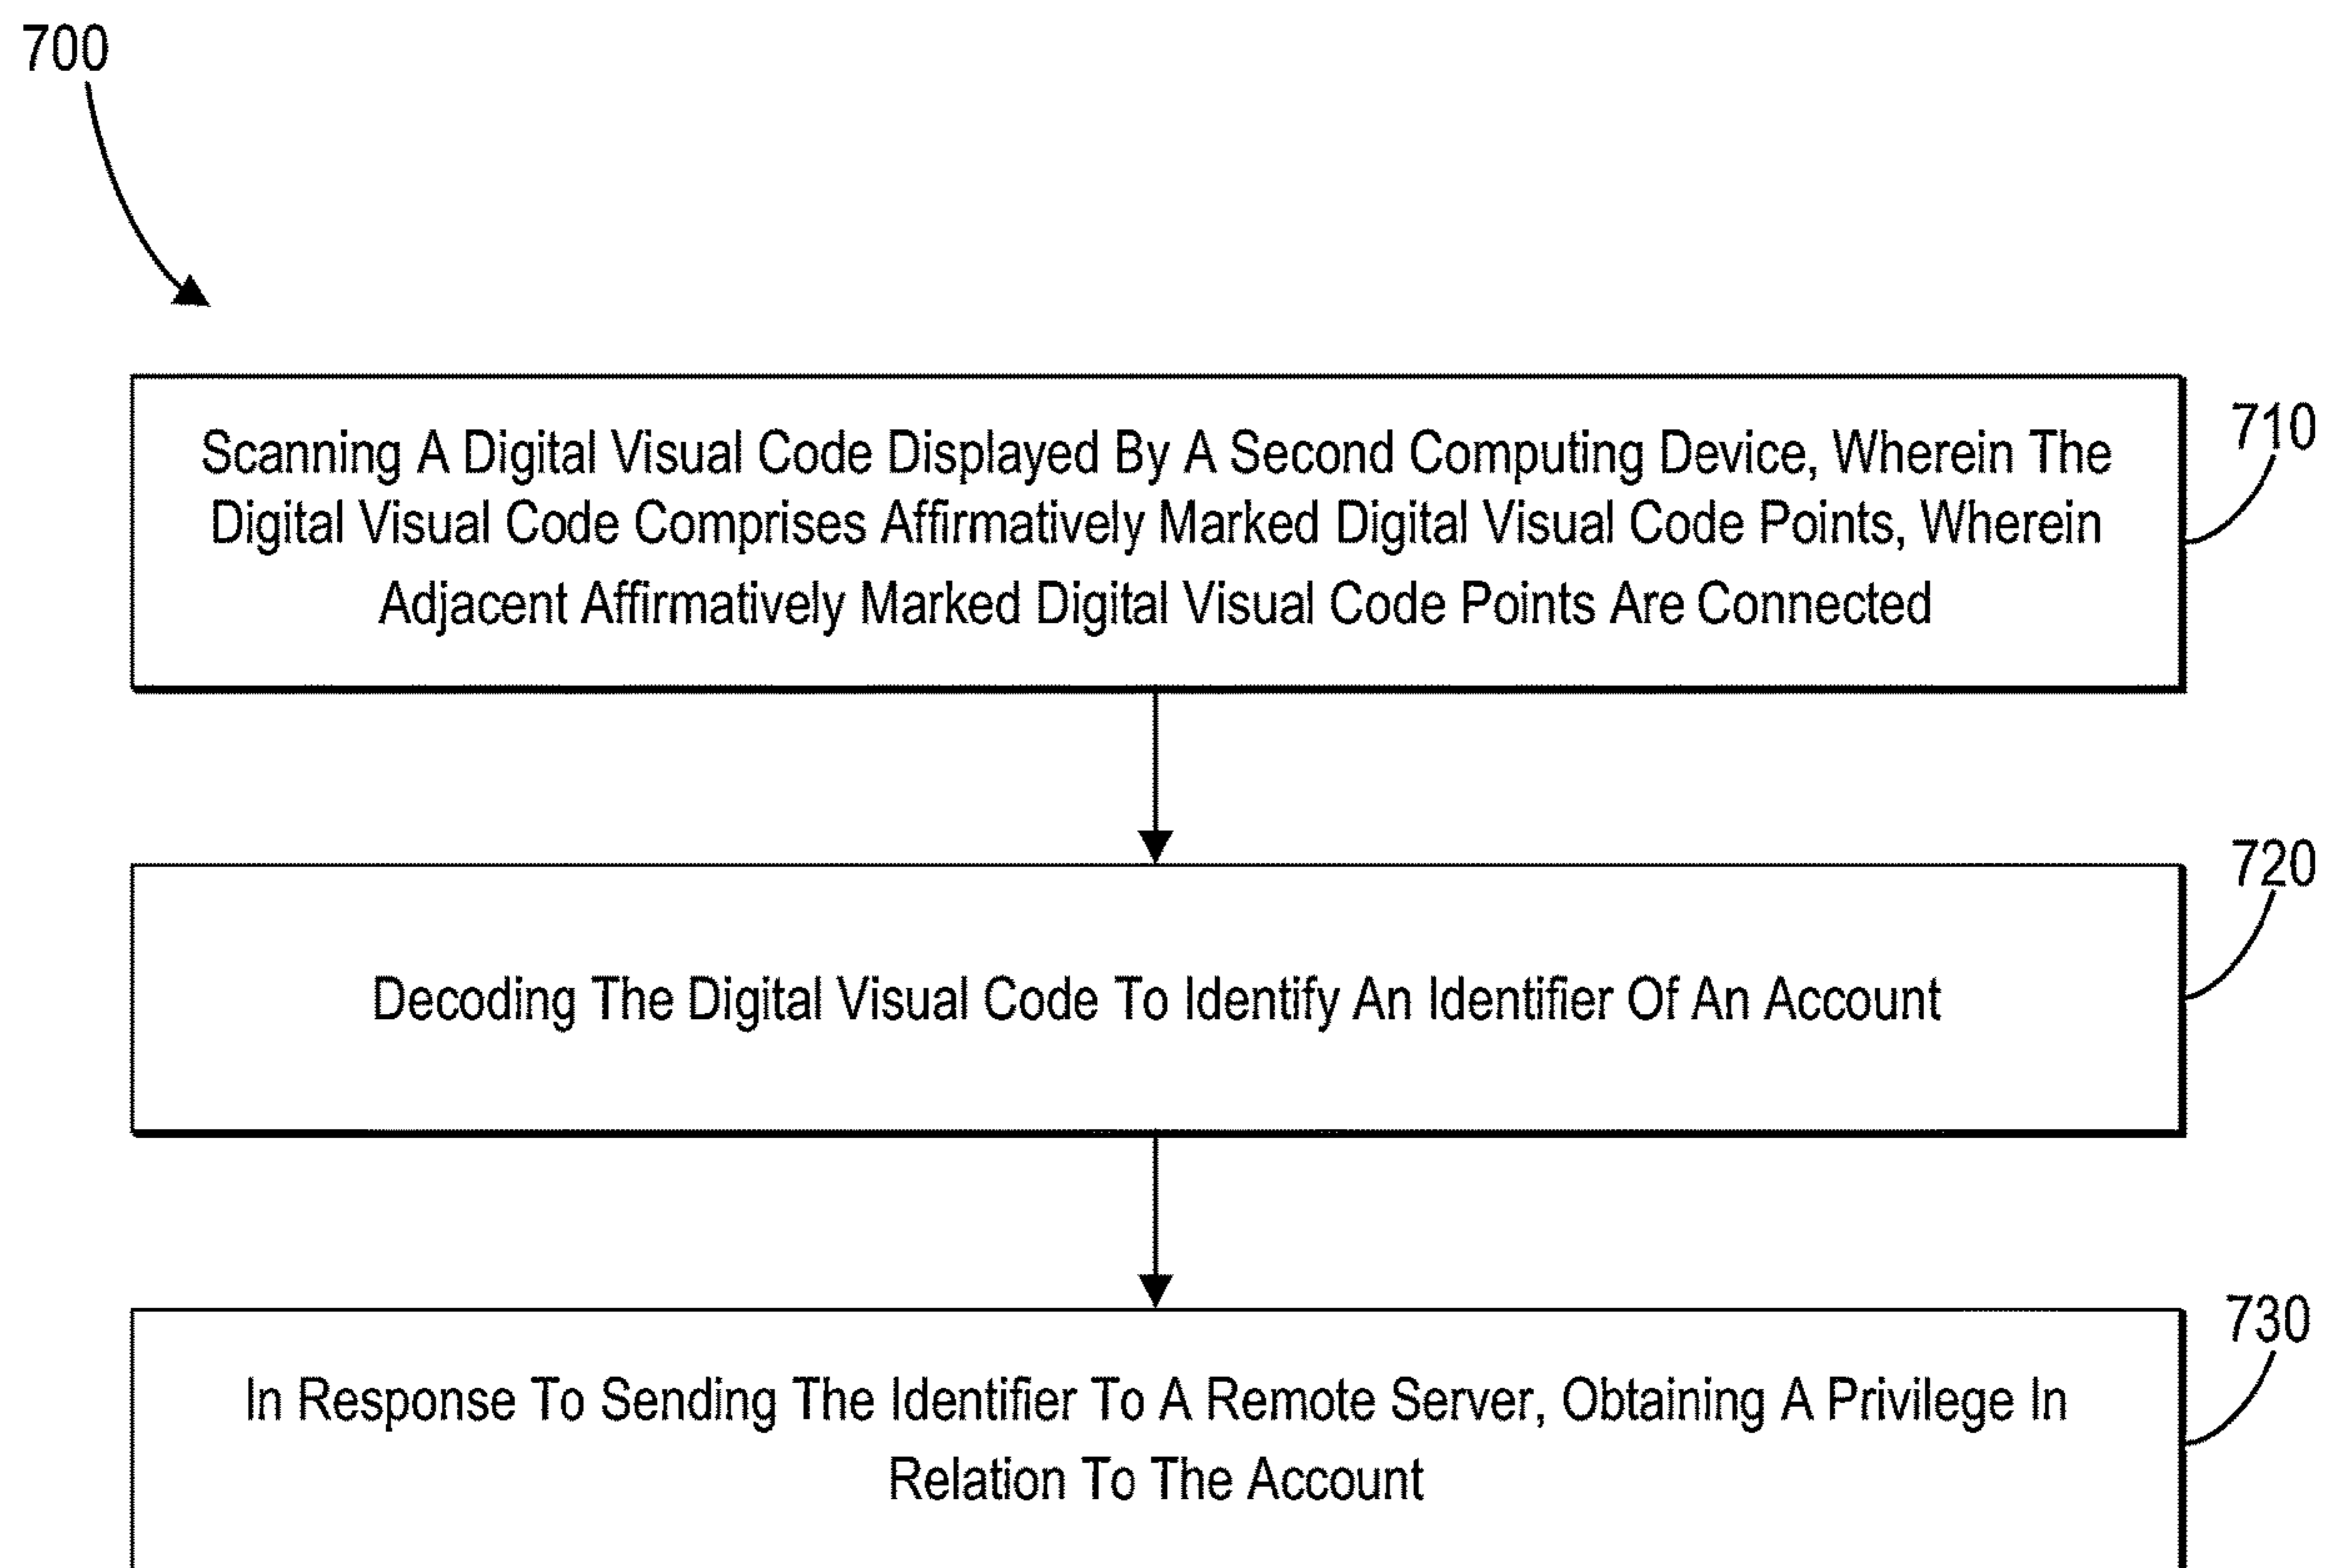 700
Scanning A Digital Visual Code Displayed By A Second Computing Device, Wherein The
Digital Visual Code Comprises Affirmatively Marked Digital Visual Code Points, Wherein
Adjacent Affirmatively Marked Digital Visual Code Points Are Connected
710
Decoding The Digital Visual Code To Identify An Identifier Of An Account
720
In Response To Sending The Identifier To A Remote Server, Obtaining A Privilege In
Relation To The Account
730